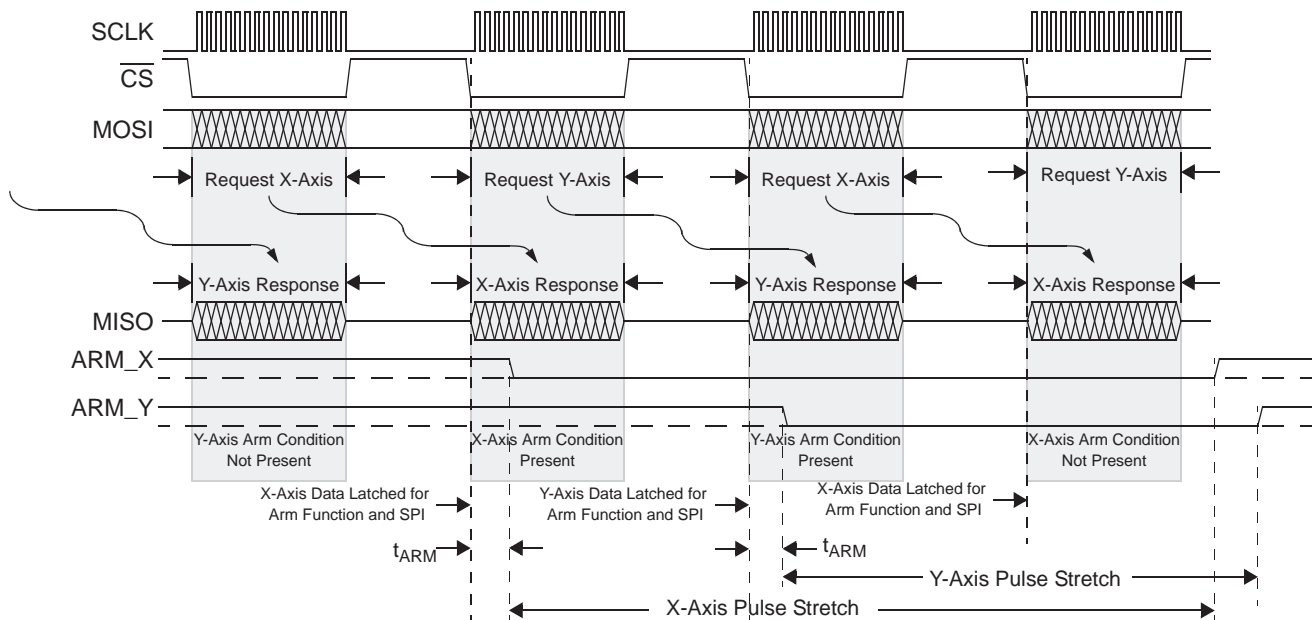 SCLK
CS
MOSI
Request X-Axis
Request Y-Axis
Request X-Axis
Request Y-Axis
Y-Axis Response
X-Axis Response
Y-Axis Response
X-Axis Response
MISO
ARM_X
ARM_Y
Y-Axis Arm Condition
Not Present
X-Axis Arm Condition
Present
Y-Axis Arm Condition
Present
X-Axis Arm Condition
Not Present
X-Axis Data Latched for
Arm Function and SPI
Y-Axis Data Latched for
Arm Function and SPI
X-Axis Data Latched for
Arm Function and SPI
tARM
tARM
Y-Axis Pulse Stretch
X-Axis Pulse Stretch